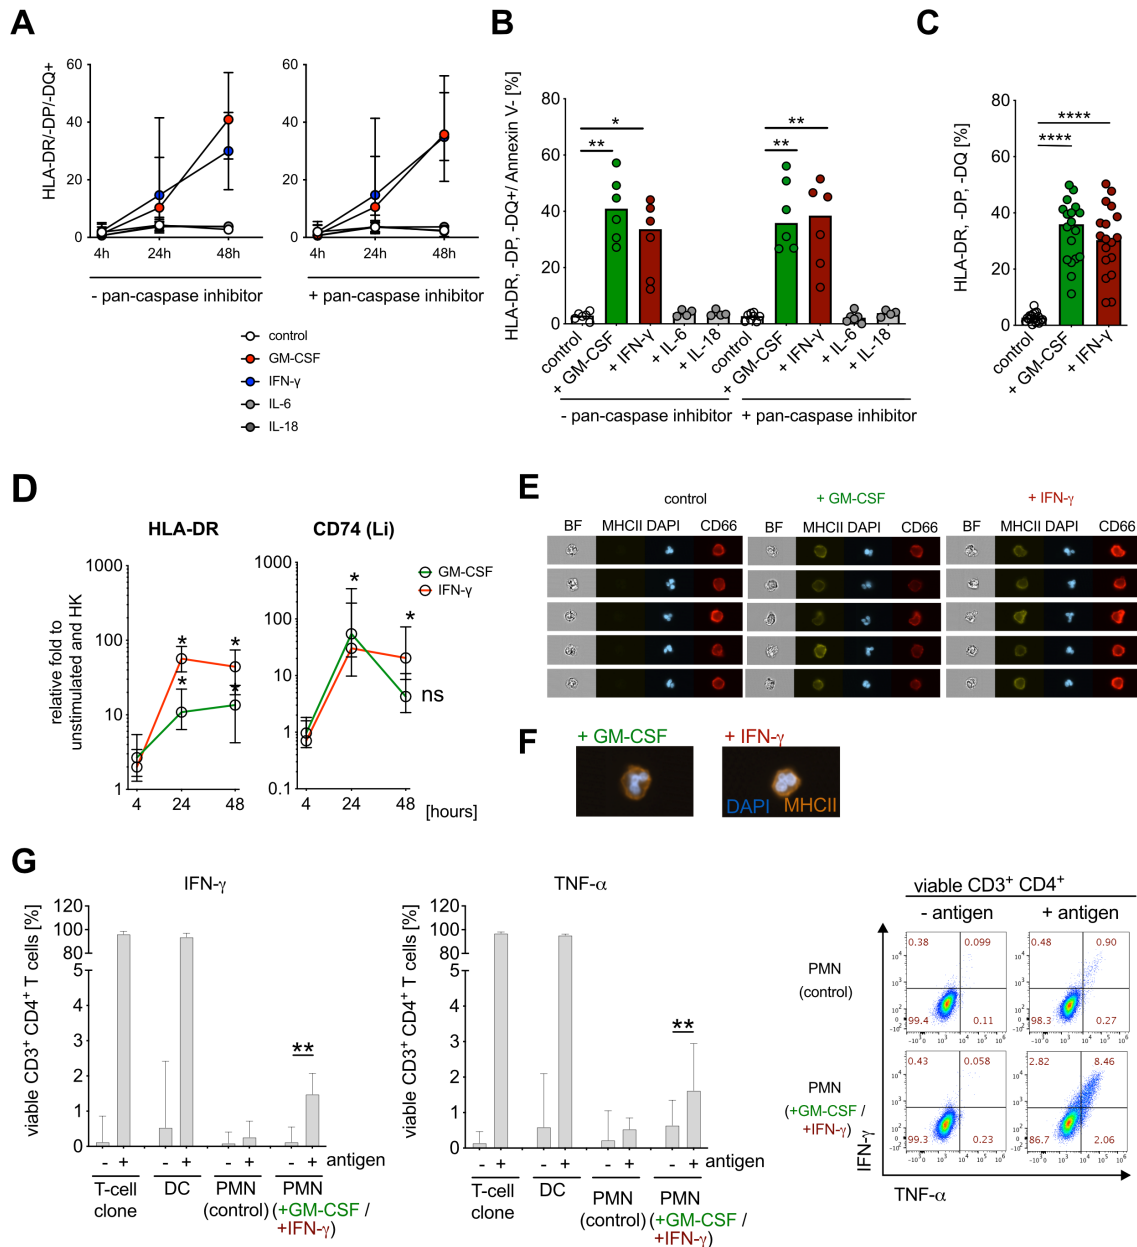 A
HLA-DR/-DP/-DQ+
60
40
20
0
4h 24h 48h
- pan-caspase inhibitor
60
40
20
0
4h 24h 48h
+ pan-caspase inhibitor
control
GM-CSF
IFN-γ
IL-6
IL-18
B
HLA-DR, -DP, -DQ+/ Annexin V- [%]
80
60
40
20
0
*
**
**
**
control
+ GM-CSF
+ IFN-γ
+ IL-6
+ IL-18
control
+ GM-CSF
+ IFN-γ
+ IL-6
+ IL-18
- pan-caspase inhibitor
+ pan-caspase inhibitor
C
HLA-DR, -DP, -DQ [%]
80
60
40
20
0
****
****
control
+ GM-CSF
+ IFN-γ
D
HLA-DR
relative fold to
unstimulated and HK
1000
100
10
1
* *
* *
4 24 48
CD74 (Li)
1000
100
10
1
0.1
*
*
ns
4 24 48
[hours]
GM-CSF
IFN-γ
E
control
+ GM-CSF
+ IFN-γ
BF MHCII DAPI CD66
BF MHCII DAPI CD66
BF MHCII DAPI CD66
F
+ GM-CSF
+ IFN-γ
DAPI MHCII
G
IFN-γ
viable CD3⁺ CD4⁺ T cells [%]
120
100
80
5
4
3
2
1
0
**
- + - + - + - + antigen
T-cell
clone
DC
PMN
(control)
PMN
(+GM-CSF /
+IFN-γ)
TNF-α
viable CD3⁺ CD4⁺ T cells [%]
120
100
80
5
4
3
2
1
0
**
- + - + - + - + antigen
T-cell
clone
DC
PMN
(control)
PMN
(+GM-CSF /
+IFN-γ)
viable CD3⁺ CD4⁺
- antigen + antigen
PMN
(control)
0.38 0.099
99.4 0.11
0.48 0.90
98.3 0.27
PMN
(+GM-CSF /
+IFN-γ)
0.43 0.058
99.3 0.23
2.82 8.46
86.7 2.06
IFN-γ
TNF-α